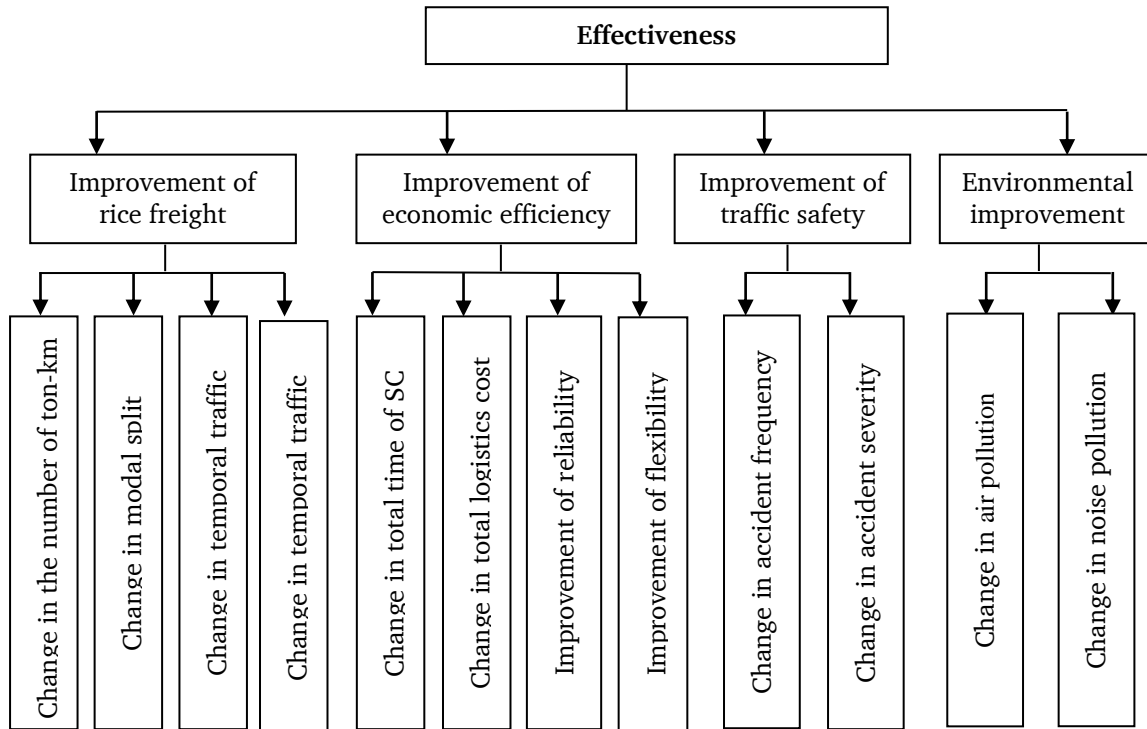 Effectiveness
Improvement of
rice freight
Improvement of
economic efficiency
Improvement of
traffic safety
Environmental
improvement
Change in the number of ton-km
Change in modal split
Change in temporal traffic
Change in temporal traffic
Change in total time of SC
Change in total logistics cost
Improvement of reliability
Improvement of flexibility
Change in accident frequency
Change in accident severity
Change in air pollution
Change in noise pollution